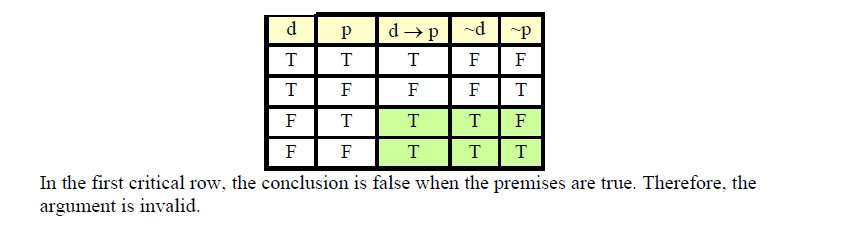 d p d → p ~d ~p
T T T F F
T F F F T
F T T T F
F F T T T
In the first critical row, the conclusion is false when the premises are true. Therefore, the
argument is invalid.